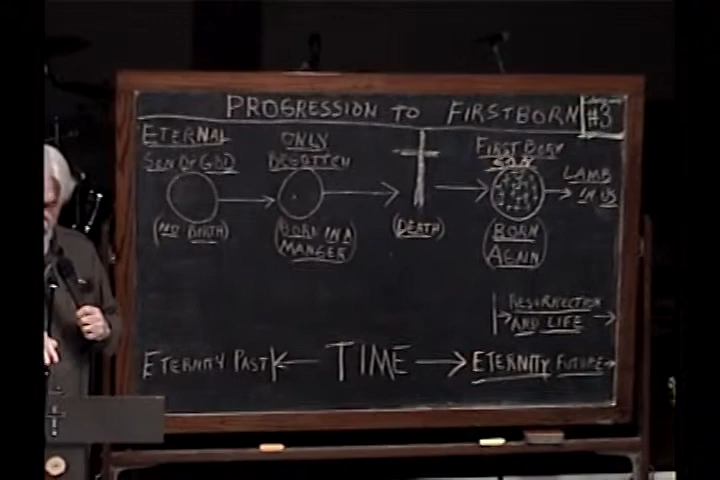 PROGRESSION TO FIRSTBORN
#3
ETERNAL
SON OF GOD
(NO BIRTH)
ONLY
BEGOTTEN
(BORN IN A
MANGER)
(DEATH)
FIRST BORN
SON
(BORN
AGAIN)
LAMB
IN US
RESURRECTION
AND LIFE
ETERNITY PAST
TIME
ETERNITY FUTURE